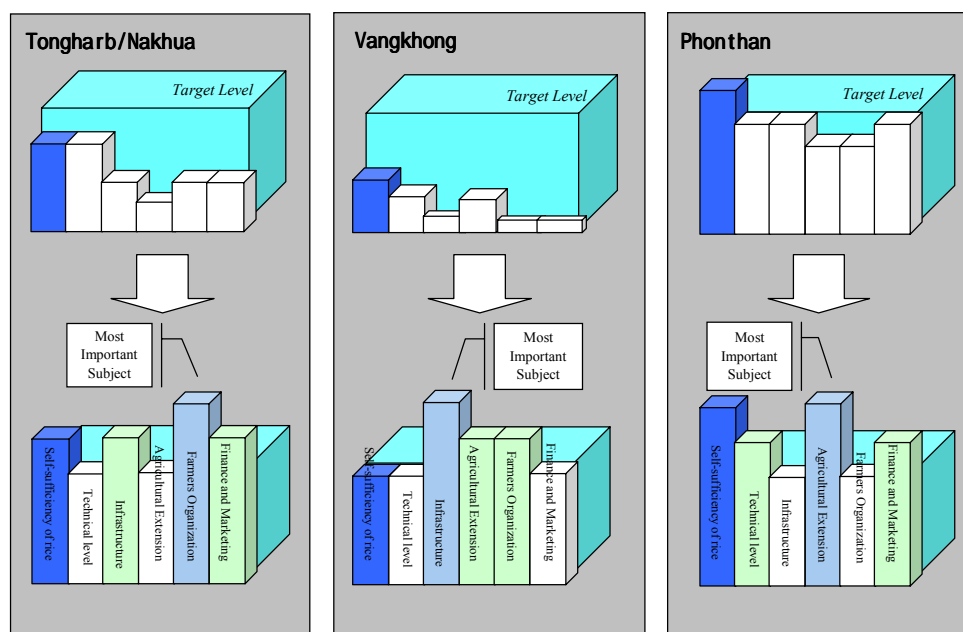 Tongharb/Nakhua
Target Level
Most
Important
Subject
Self-sufficiency of rice
Technical level
Infrastructure
Agricultural Extension
Farmers Organization
Finance and Marketing
Vangkhong
Target Level
Most
Important
Subject
Self-sufficiency of rice
Technical level
Infrastructure
Agricultural Extension
Farmers Organization
Finance and Marketing
Phonthan
Target Level
Most
Important
Subject
Self-sufficiency
of rice
Technical level
Infrastructure
Agricultural Extension
Farmers
Organization
Finance and Marketing